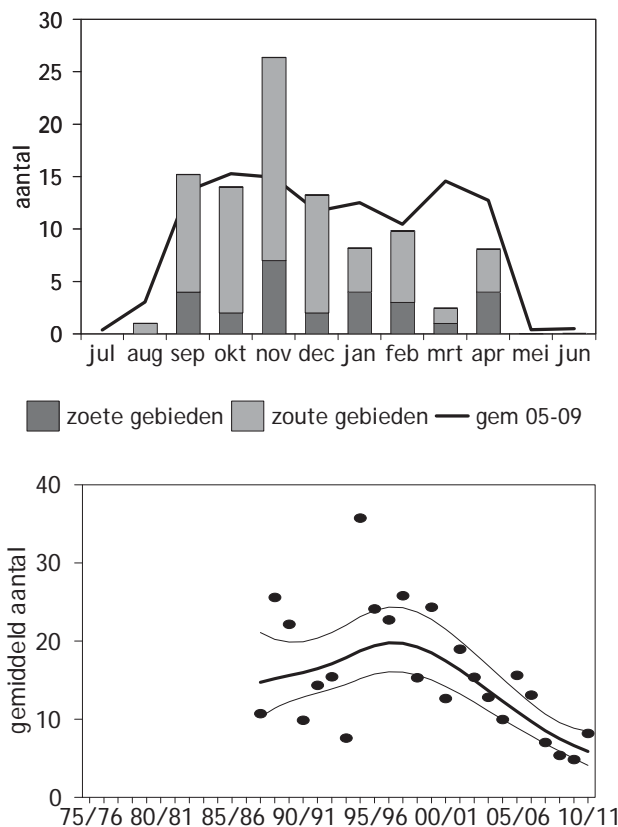 30
25
20
15
10
5
0
aantal
jul aug sep okt nov dec jan feb mrt apr mei jun
zoete gebieden zoute gebieden gem 05-09
40
30
20
10
0
gemiddeld aantal
75/76 80/81 85/86 90/91 95/96 00/01 05/06 10/11